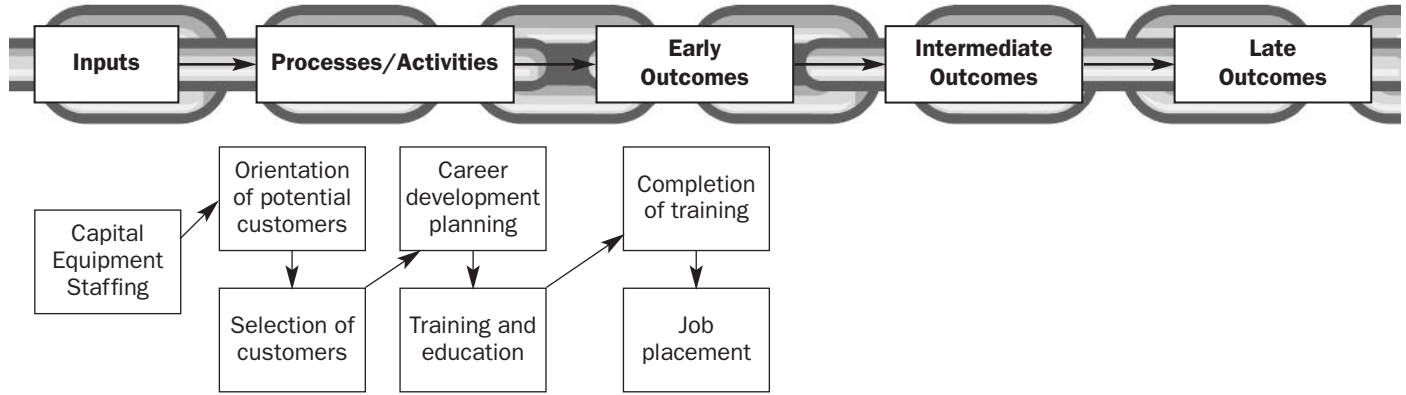 Inputs
Processes/Activities
Early
Outcomes
Intermediate
Outcomes
Late
Outcomes
Capital
Equipment
Staffing
Orientation
of potential
customers
Selection of
customers
Career
development
planning
Training and
education
Completion
of training
Job
placement